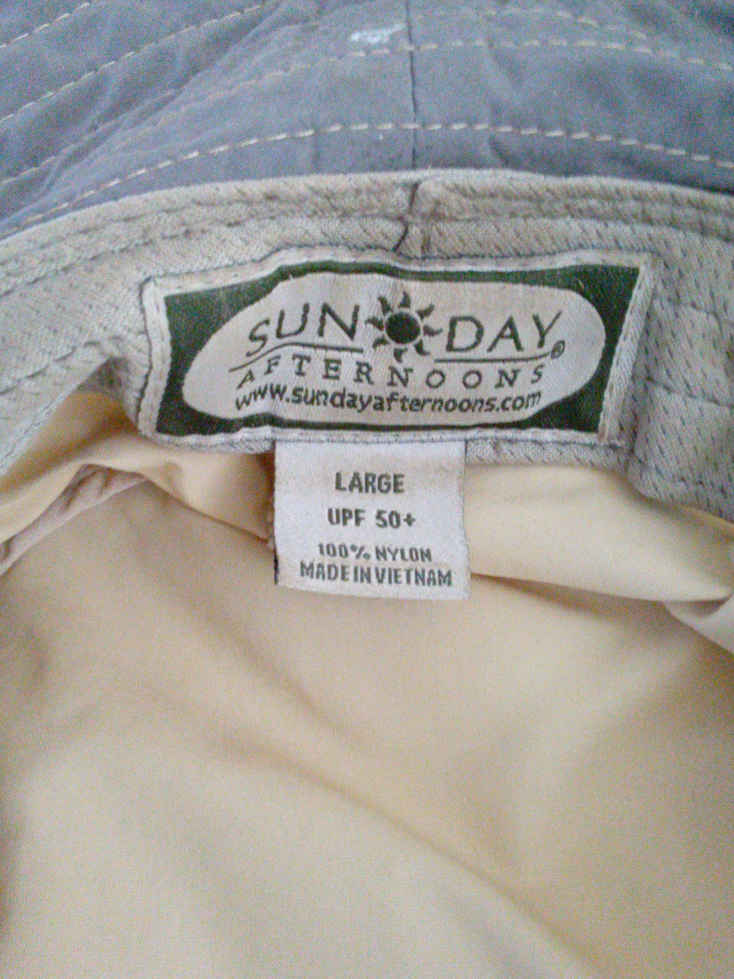 SUN DAY®
AFTERNOONS
www.sundayafternoons.com
LARGE
UPF 50+
100% NYLON
MADE IN VIETNAM